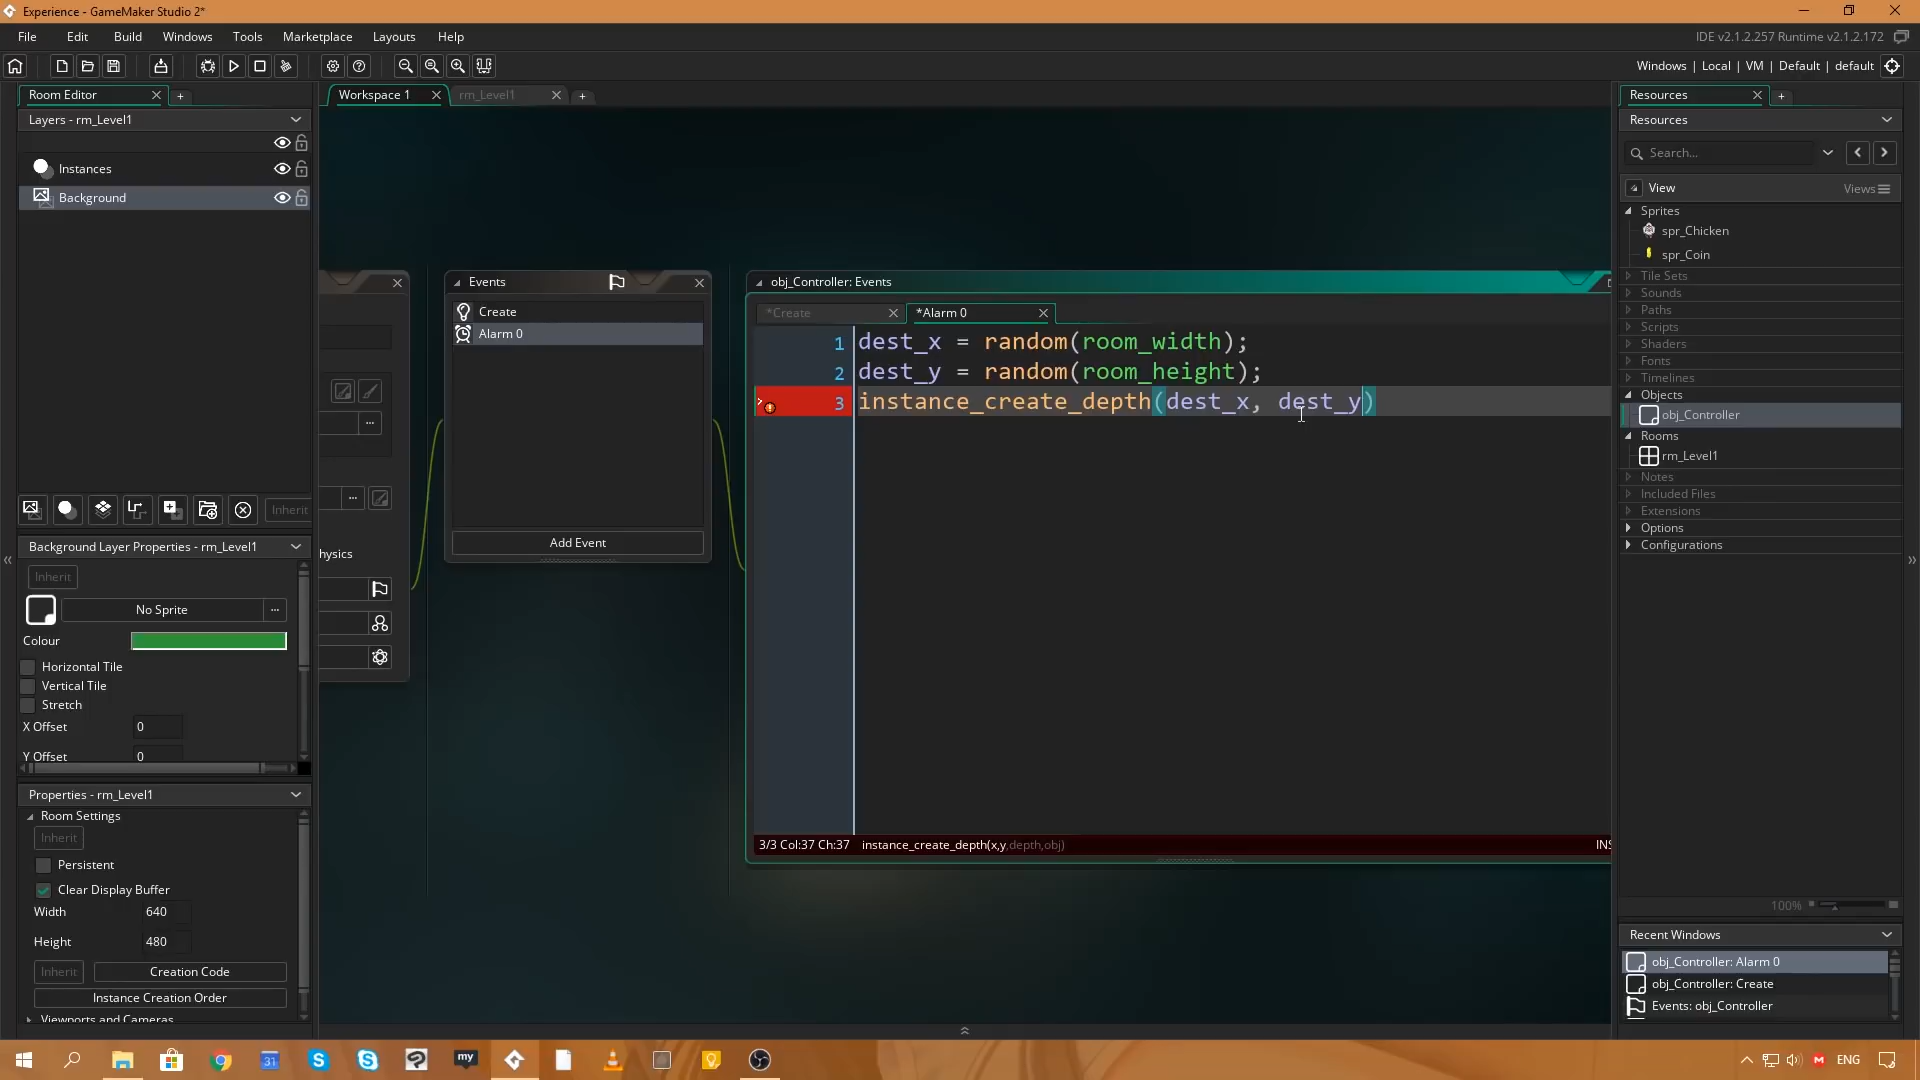 Experience - GameMaker Studio 2*
File Edit Build Windows Tools Marketplace Layouts Help
IDE v2.1.2.257 Runtime v2.1.2.172
Windows | Local | VM | Default | default
Room Editor
Layers - rm_Level1
Instances
Background
Inherit
Background Layer Properties - rm_Level1
Inherit
No Sprite
Colour
Horizontal Tile
Vertical Tile
Stretch
X Offset 0
Y Offset 0
Properties - rm_Level1
Room Settings
Inherit
Persistent
Clear Display Buffer
Width 640
Height 480
Inherit Creation Code
Instance Creation Order
Viewports and Cameras
Workspace 1
rm_Level1
hysics
Events
Create
Alarm 0
Add Event
obj_Controller: Events
*Create
*Alarm 0
1 dest_x = random(room_width);
2 dest_y = random(room_height);
3 instance_create_depth(dest_x, dest_y)
3/3 Col:37 Ch:37 instance_create_depth(x,y,depth,obj)
INS
Resources
Resources
Search...
View
Views
Sprites
spr_Chicken
spr_Coin
Tile Sets
Sounds
Paths
Scripts
Shaders
Fonts
Timelines
Objects
obj_Controller
Rooms
rm_Level1
Notes
Included Files
Extensions
Options
Configurations
100%
Recent Windows
obj_Controller: Alarm 0
obj_Controller: Create
Events: obj_Controller
31
my
ENG